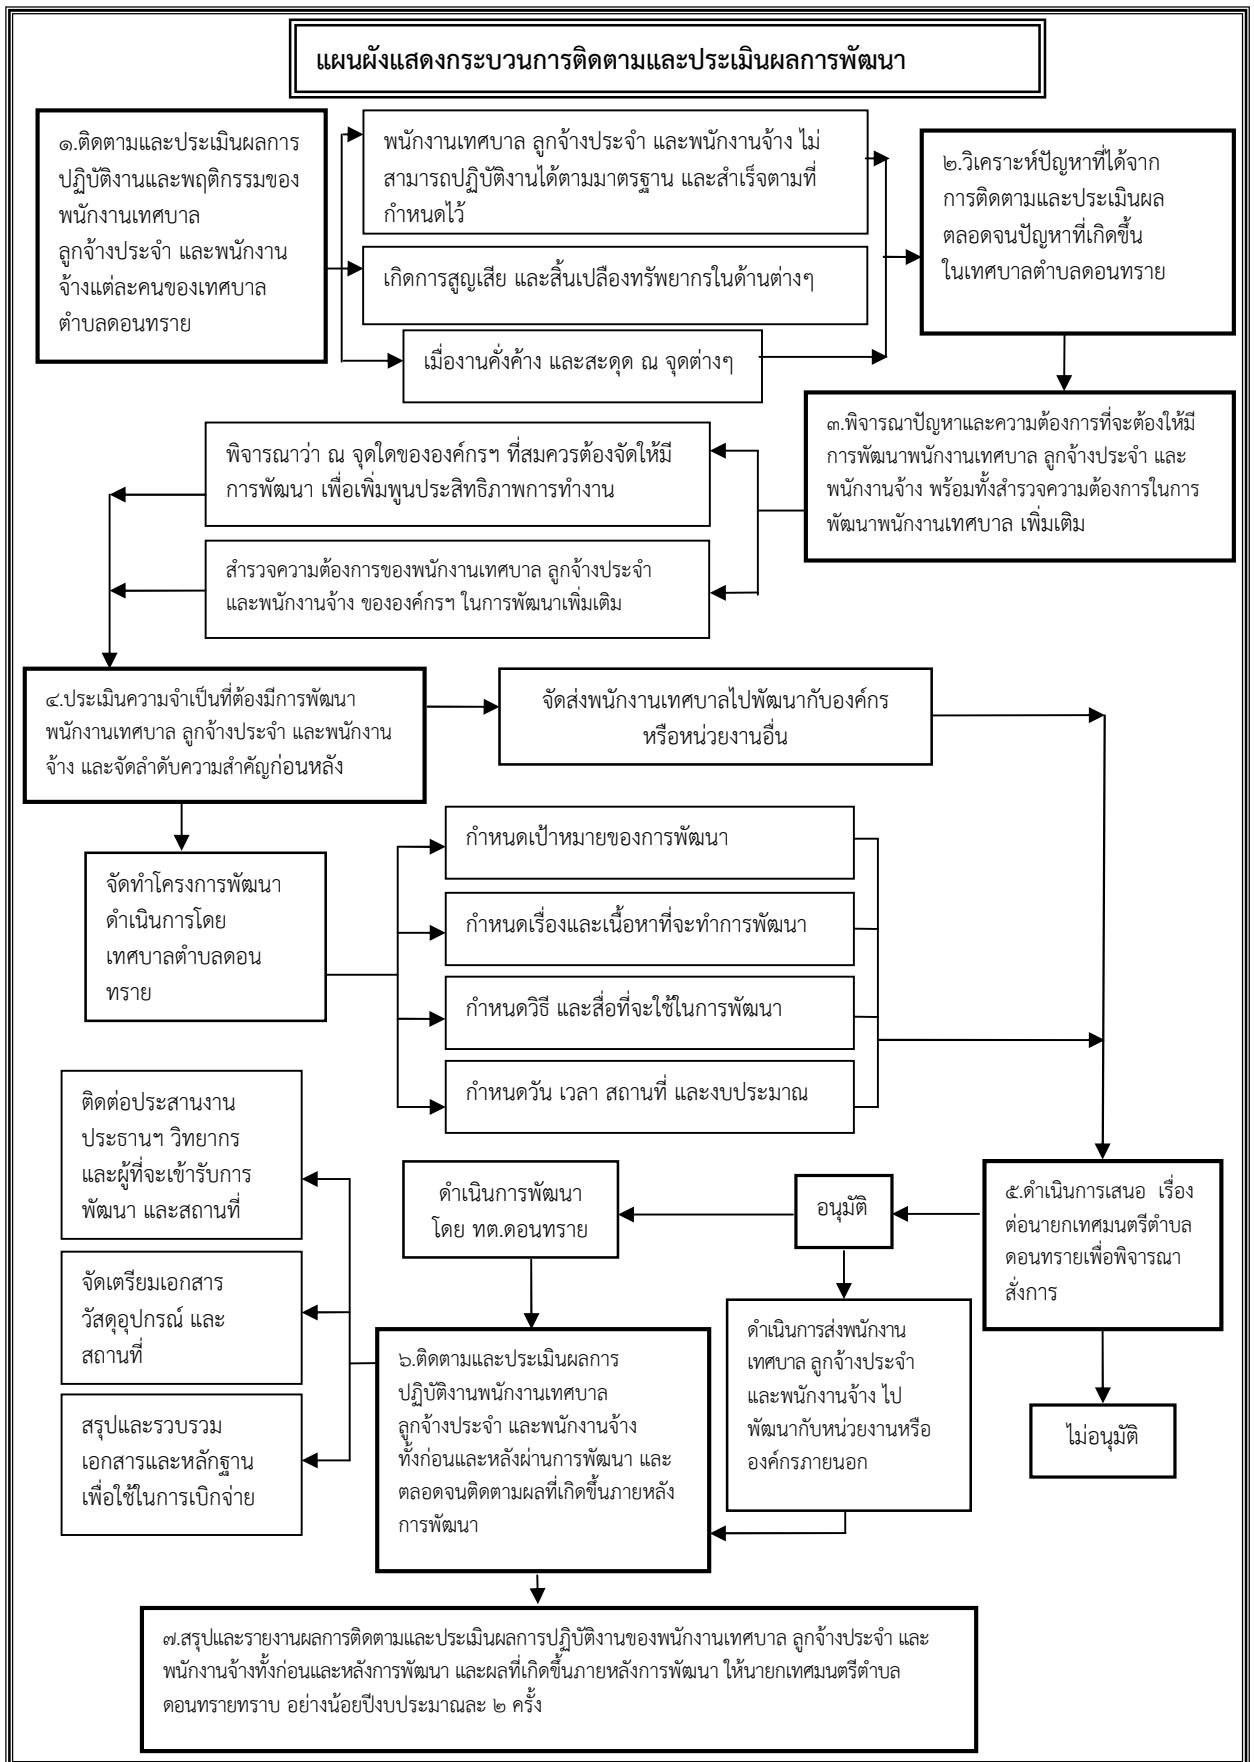 แผนผังแสดงกระบวนการติดตามและประเมินผลการพัฒนา
๑.ติดตามและประเมินผลการ
ปฏิบัติงานและพฤติกรรมของ
พนักงานเทศบาล
ลูกจ้างประจำ และพนักงาน
จ้างแต่ละคนของเทศบาล
ตำบลดอนทราย
พนักงานเทศบาล ลูกจ้างประจำ และพนักงานจ้าง ไม่
สามารถปฏิบัติงานได้ตามมาตรฐาน และสำเร็จตามที่
กำหนดไว้
เกิดการสูญเสีย และสิ้นเปลืองทรัพยากรในด้านต่างๆ
เมื่องานคั่งค้าง และสะดุด ณ จุดต่างๆ
๒.วิเคราะห์ปัญหาที่ได้จาก
การติดตามและประเมินผล
ตลอดจนปัญหาที่เกิดขึ้น
ในเทศบาลตำบลดอนทราย
๓.พิจารณาปัญหาและความต้องการที่จะต้องให้มี
การพัฒนาพนักงานเทศบาล ลูกจ้างประจำ และ
พนักงานจ้าง พร้อมทั้งสำรวจความต้องการในการ
พัฒนาพนักงานเทศบาล เพิ่มเติม
พิจารณาว่า ณ จุดใดขององค์กรฯ ที่สมควรต้องจัดให้มี
การพัฒนา เพื่อเพิ่มพูนประสิทธิภาพการทำงาน
สำรวจความต้องการของพนักงานเทศบาล ลูกจ้างประจำ
และพนักงานจ้าง ขององค์กรฯ ในการพัฒนาเพิ่มเติม
๔.ประเมินความจำเป็นที่ต้องมีการพัฒนา
พนักงานเทศบาล ลูกจ้างประจำ และพนักงาน
จ้าง และจัดลำดับความสำคัญก่อนหลัง
จัดส่งพนักงานเทศบาลไปพัฒนากับองค์กร
หรือหน่วยงานอื่น
จัดทำโครงการพัฒนา
ดำเนินการโดย
เทศบาลตำบลดอน
ทราย
กำหนดเป้าหมายของการพัฒนา
กำหนดเรื่องและเนื้อหาที่จะทำการพัฒนา
กำหนดวิธี และสื่อที่จะใช้ในการพัฒนา
กำหนดวัน เวลา สถานที่ และงบประมาณ
ติดต่อประสานงาน
ประธานฯ วิทยากร
และผู้ที่จะเข้ารับการ
พัฒนา และสถานที่
จัดเตรียมเอกสาร
วัสดุอุปกรณ์ และ
สถานที่
สรุปและรวบรวม
เอกสารและหลักฐาน
เพื่อใช้ในการเบิกจ่าย
ดำเนินการพัฒนา
โดย ทต.ดอนทราย
อนุมัติ
๕.ดำเนินการเสนอ เรื่อง
ต่อนายกเทศมนตรีตำบล
ดอนทรายเพื่อพิจารณา
สั่งการ
ดำเนินการส่งพนักงาน
เทศบาล ลูกจ้างประจำ
และพนักงานจ้าง ไป
พัฒนากับหน่วยงานหรือ
องค์กรภายนอก
ไม่อนุมัติ
๖.ติดตามและประเมินผลการ
ปฏิบัติงานพนักงานเทศบาล
ลูกจ้างประจำ และพนักงานจ้าง
ทั้งก่อนและหลังผ่านการพัฒนา และ
ตลอดจนติดตามผลที่เกิดขึ้นภายหลัง
การพัฒนา
๗.สรุปและรายงานผลการติดตามและประเมินผลการปฏิบัติงานของพนักงานเทศบาล ลูกจ้างประจำ และ
พนักงานจ้างทั้งก่อนและหลังการพัฒนา และผลที่เกิดขึ้นภายหลังการพัฒนา ให้นายกเทศมนตรีตำบล
ดอนทรายทราบ อย่างน้อยปีงบประมาณละ ๒ ครั้ง